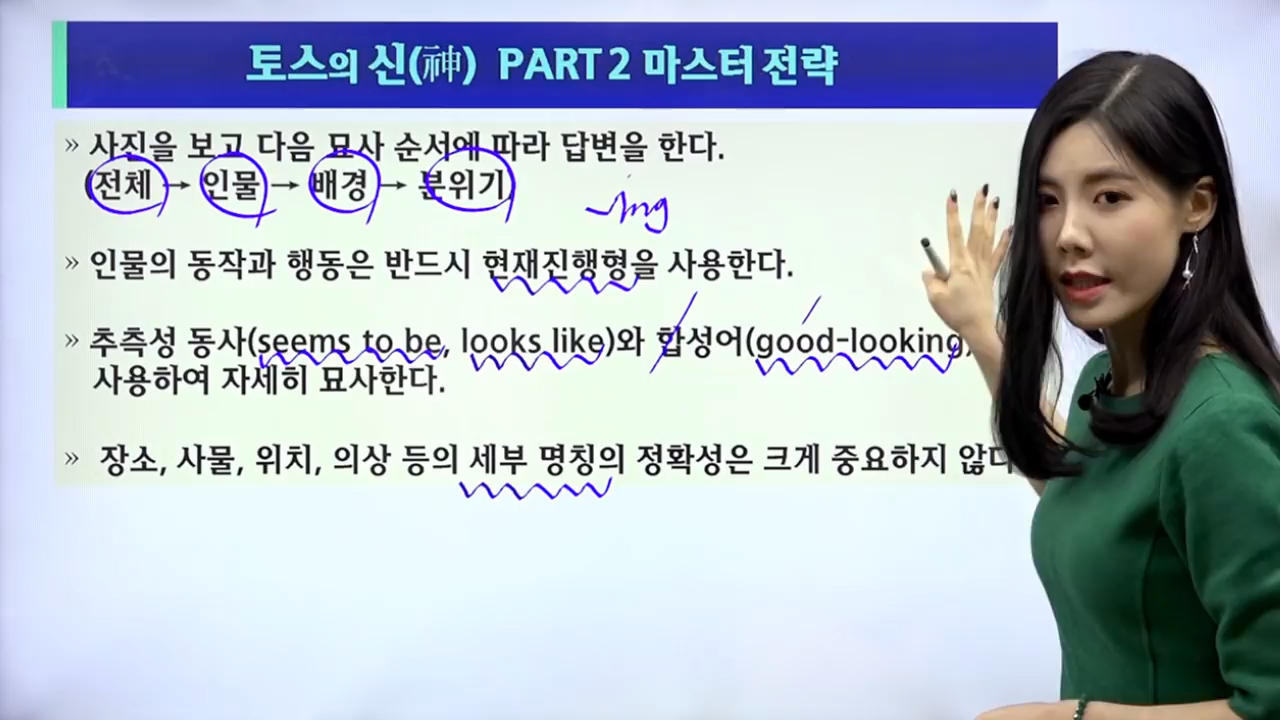 토스의 신(神) PART 2 마스터 전략
» 사진을 보고 다음 묘사 순서에 따라 답변을 한다.
(전체 → 인물 → 배경 → 분위기
~ing
» 인물의 동작과 행동은 반드시 현재진행형을 사용한다.
» 추측성 동사(seems to be, looks like)와 합성어(good-looking,
사용하여 자세히 묘사한다.
» 장소, 사물, 위치, 의상 등의 세부 명칭의 정확성은 크게 중요하지 않다